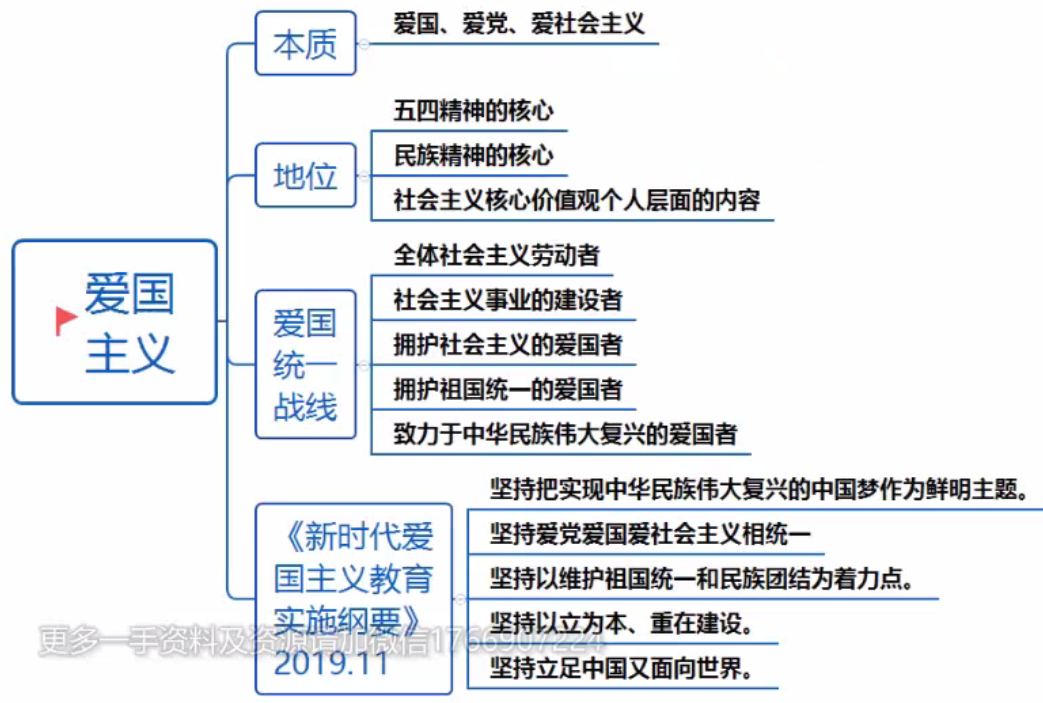 爱国
主义
本质
爱国、爱党、爱社会主义
地位
五四精神的核心
民族精神的核心
社会主义核心价值观个人层面的内容
爱国
统一
战线
全体社会主义劳动者
社会主义事业的建设者
拥护社会主义的爱国者
拥护祖国统一的爱国者
致力于中华民族伟大复兴的爱国者
《新时代爱
国主义教育
实施纲要》
2019.11
坚持把实现中华民族伟大复兴的中国梦作为鲜明主题。
坚持爱党爱国爱社会主义相统一
坚持以维护祖国统一和民族团结为着力点。
坚持以立为本、重在建设。
坚持立足中国又面向世界。
更多一手资料及资源请加微信1766907224